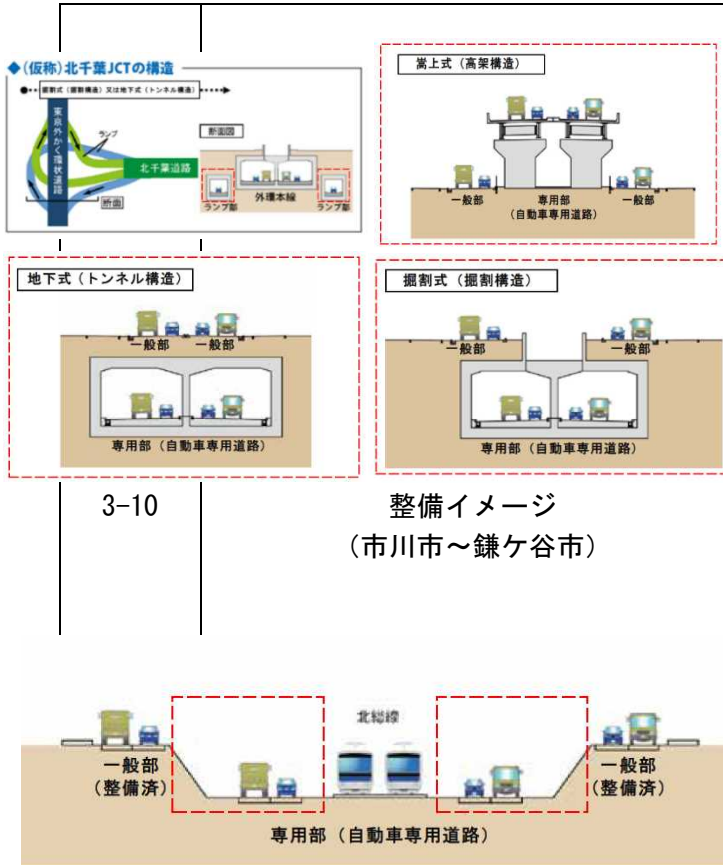 ◆(仮称)北千葉JCTの構造
掘割式(掘割構造)又は地下式(トンネル構造)
東京外かく環状道路
ランプ
北千葉道路
断面
断面図
ランプ部
外環本線
ランプ部
嵩上式(高架構造)
一般部
専用部
(自動車専用道路)
一般部
地下式(トンネル構造)
一般部 一般部
専用部(自動車専用道路)
掘割式(掘割構造)
一般部
一般部
専用部(自動車専用道路)
3-10
整備イメージ
(市川市～鎌ケ谷市)
北総線
一般部
(整備済)
一般部
(整備済)
専用部(自動車専用道路)